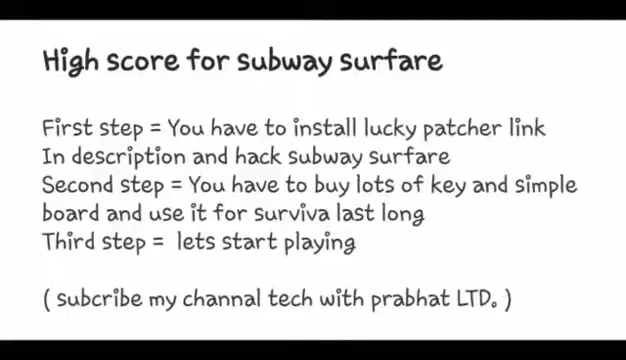 High score for subway surfare
First step = You have to install lucky patcher link
In description and hack subway surfare
Second step = You have to buy lots of key and simple
board and use it for surviva last long
Third step =  lets start playing
( subcribe my channal tech with prabhat LTD. )